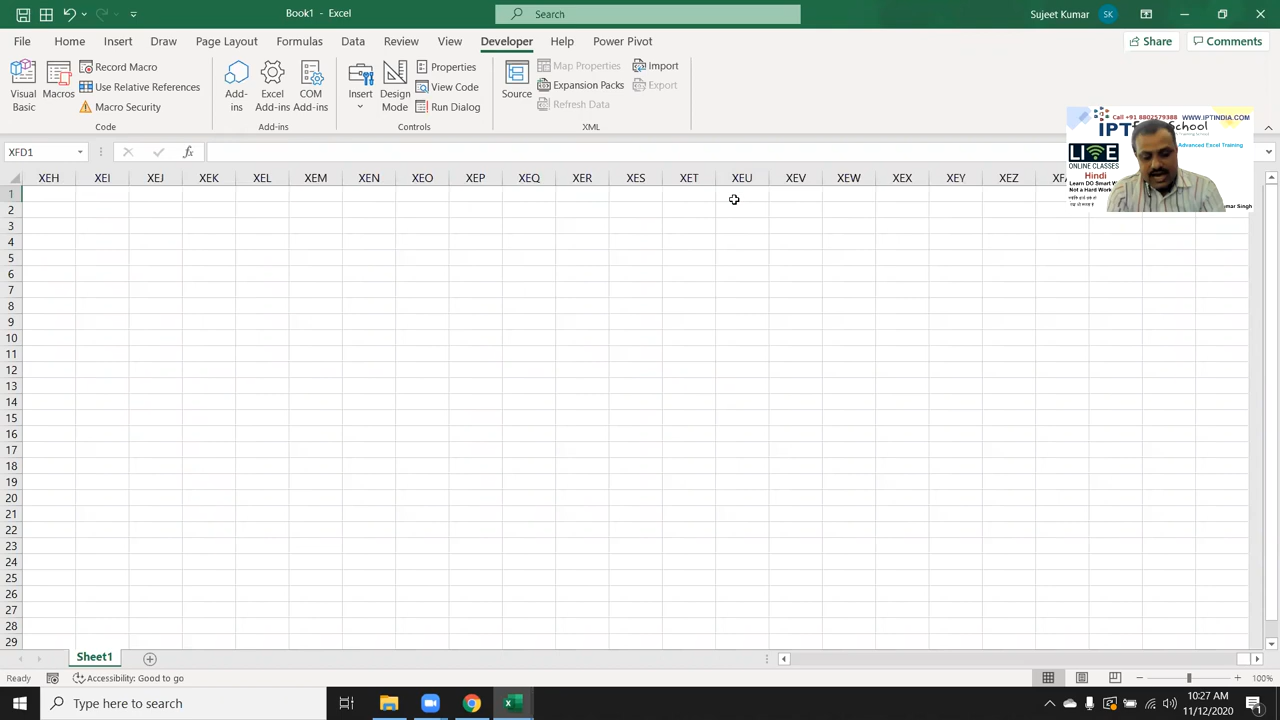 Book1 - Excel
Search
Sujeet Kumar
SK
File Home Insert Draw Page Layout Formulas Data Review View Developer Help Power Pivot
Share Comments
Visual Basic
Macros
Record Macro
Use Relative References
Macro Security
Code
Add-ins
Excel Add-ins
COM Add-ins
Add-ins
Insert
Design Mode
Properties
View Code
Run Dialog
Controls
Source
Map Properties
Expansion Packs
Refresh Data
Import
Export
XML
Call +91 8802579388 WWW.IPTINDIA.COM
School
Advanced Excel Training
ONLINE CLASSES
Hindi
Learn DO Smart W
Not a Hard Work
mar Singh
XFD1
fx
XEH XEI XEJ XEK XEL XEM XEN XEO XEP XEQ XER XES XET XEU XEV XEW XEX XEY XEZ
1
2
3
4
5
6
7
8
9
10
11
12
13
14
15
16
17
18
19
20
21
22
23
24
25
26
27
28
29
Sheet1
Ready
Accessibility: Good to go
100%
Type here to search
10:27 AM
11/12/2020